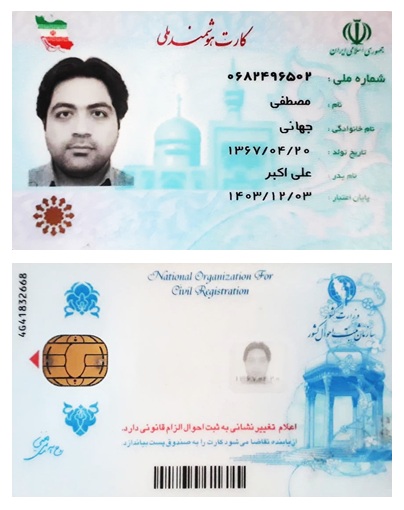 کارت هوشمند ملی
جمهوری اسلامی ایران
شماره ملی : ۰۶۸۲۴۹۶۵۰۲
نام : مصطفی
نام خانوادگی : جهانی
تاریخ تولد : ۱۳۶۷/۰۴/۲۰
نام پدر : علی اکبر
پایان اعتبار : ۱۴۰۳/۱۲/۰۳
National Organization For
Civil Registration
4G41832668
وزارت کشور
سازمان ثبت احوال کشور
اعلام تغییر نشانی به ثبت احوال الزام قانونی دارد.
از یابنده تقاضا می شود کارت را به صندوق پست بیاندازد.